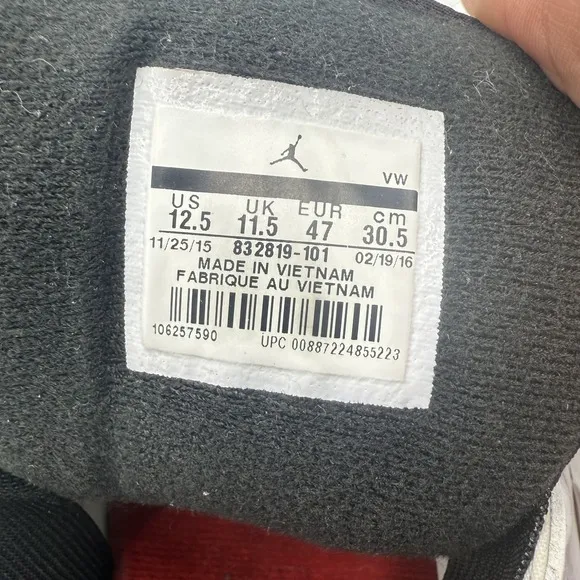 VW
US UK EUR cm
12.5 11.5 47 30.5
11/25/15 832819-101 02/19/16
MADE IN VIETNAM
FABRIQUE AU VIETNAM
106257590 UPC 00887224855223